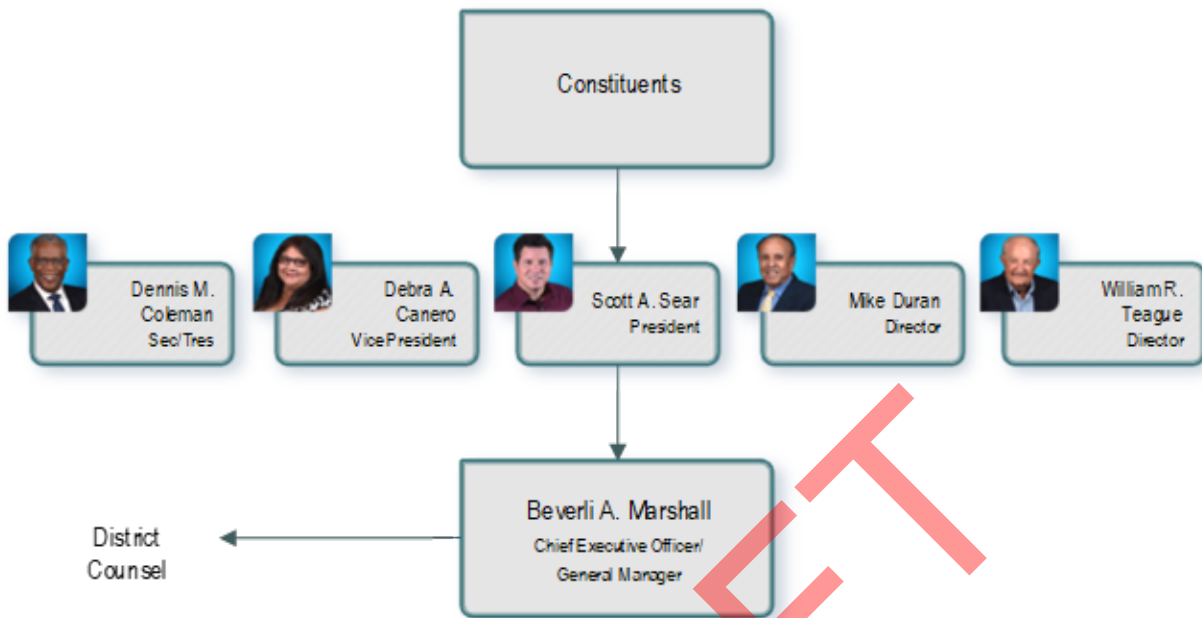 Constituents
Dennis M.
Coleman
Sec/Tres
Debra A.
Canero
Vice President
Scott A. Sear
President
Mike Duran
Director
William R.
Teague
Director
Beverli A. Marshall
Chief Executive Officer/
General Manager
District
Counsel